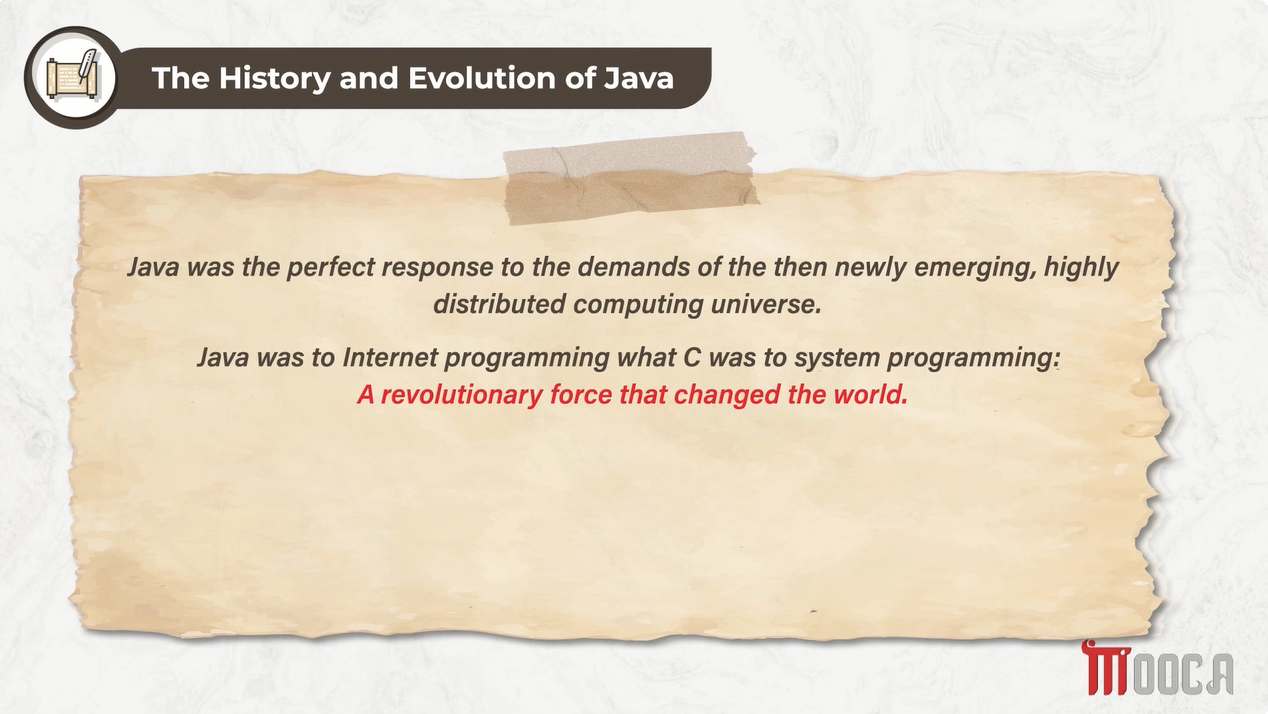 The History and Evolution of Java
Java was the perfect response to the demands of the then newly emerging, highly
distributed computing universe.
Java was to Internet programming what C was to system programming:
A revolutionary force that changed the world.
MOOCA